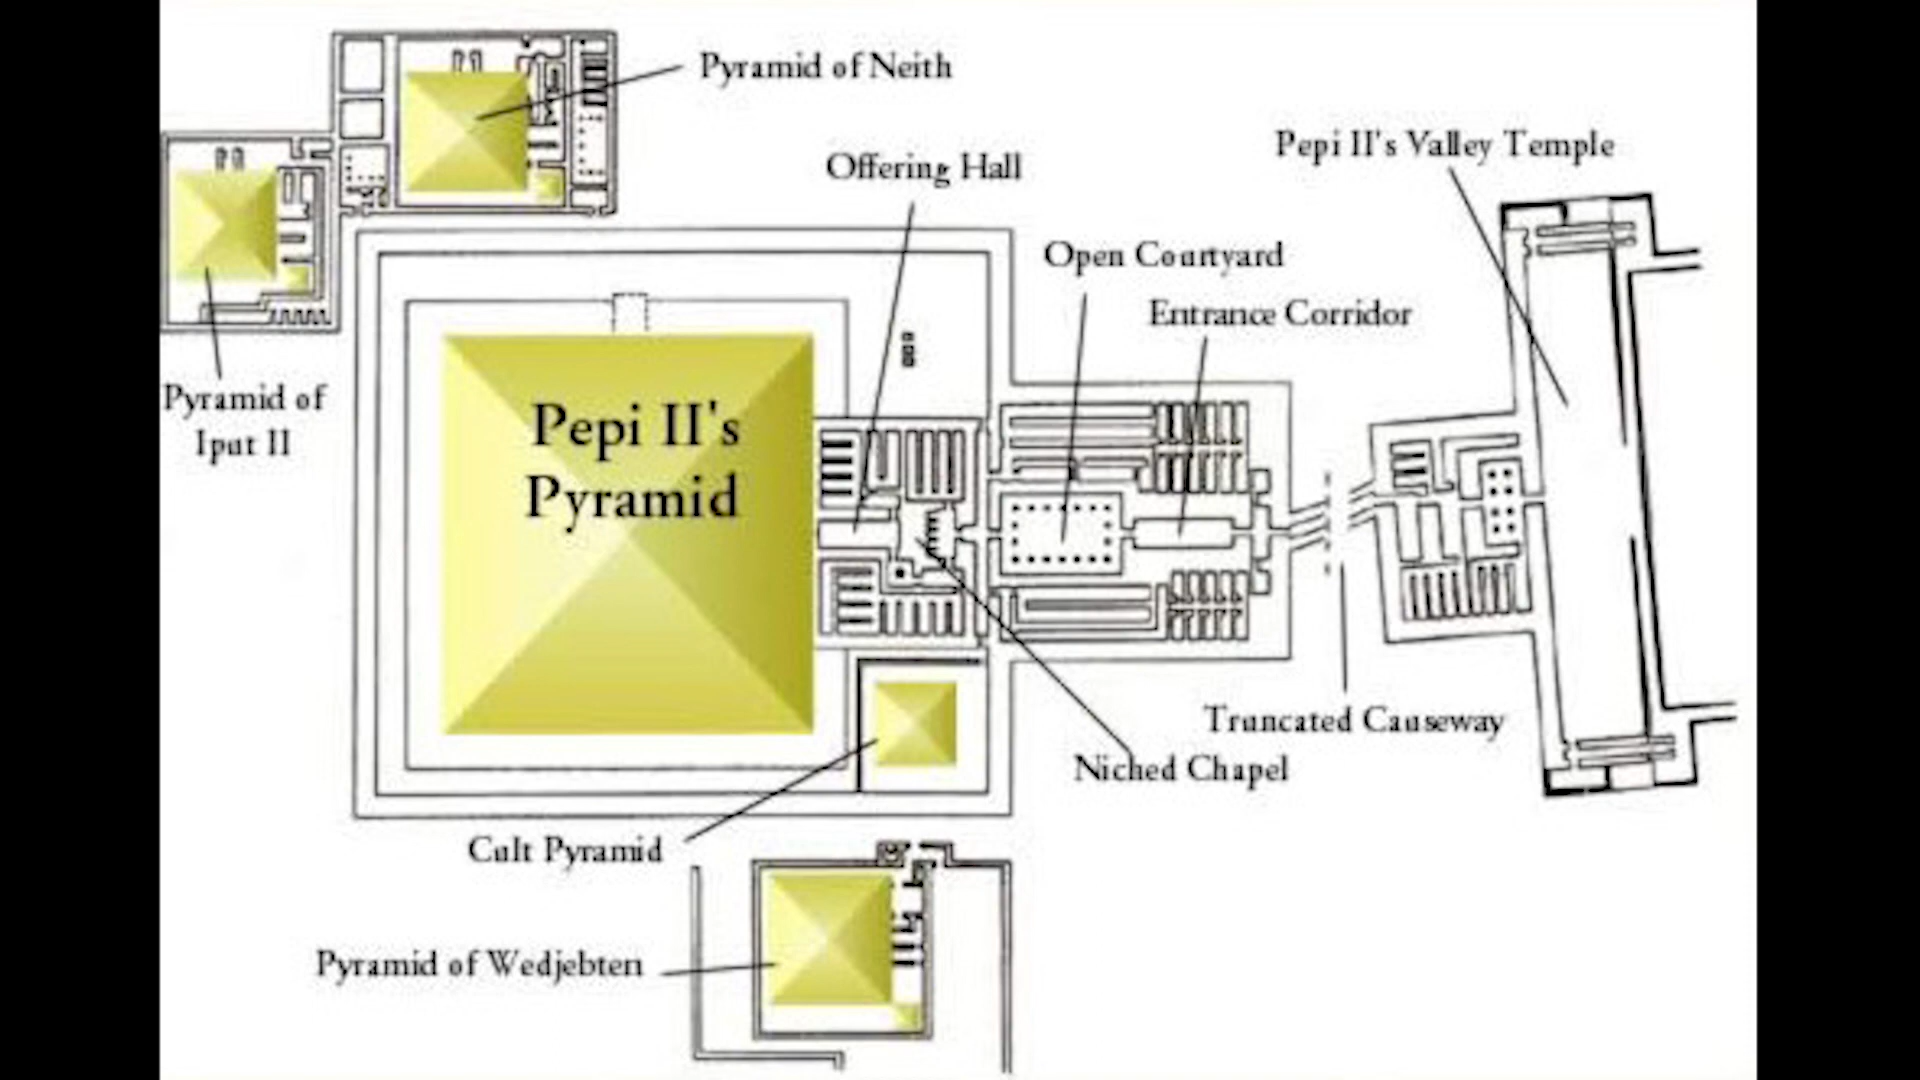 Pyramid of Neith
Pepi II's Valley Temple
Offering Hall
Open Courtyard
Entrance Corridor
Pyramid of
Iput II
Pepi II's
Pyramid
Truncated Causeway
Niched Chapel
Cult Pyramid
Pyramid of Wedjebten